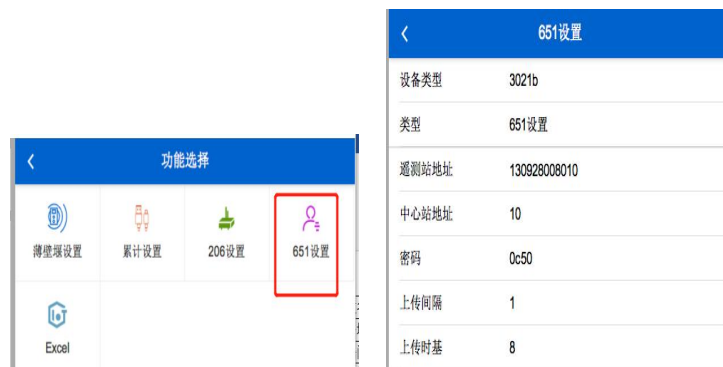 功能选择
薄壁堰设置
累计设置
206设置
651设置
Excel
651设置
设备类型 3021b
类型 651设置
遥测站地址 130928008010
中心站地址 10
密码 0c50
上传间隔 1
上传时基 8